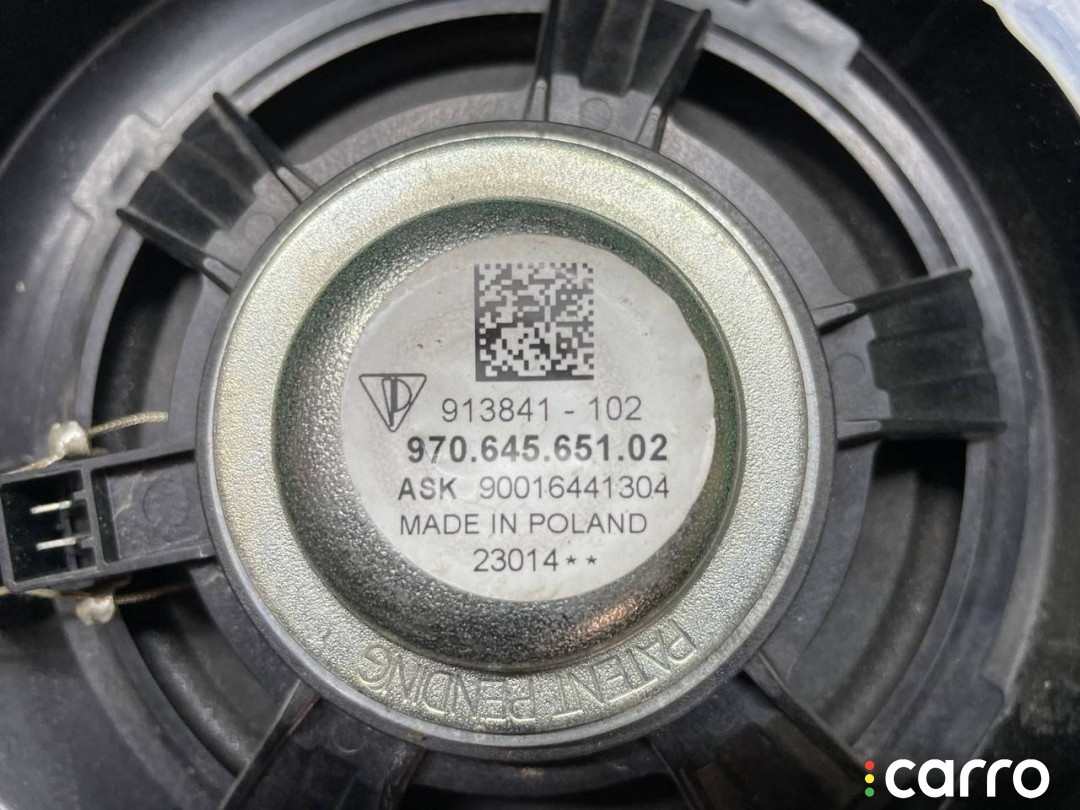 913841 - 102
970.645.651.02
ASK 90016441304
MADE IN POLAND
23014**
PATENT PENDING
carro